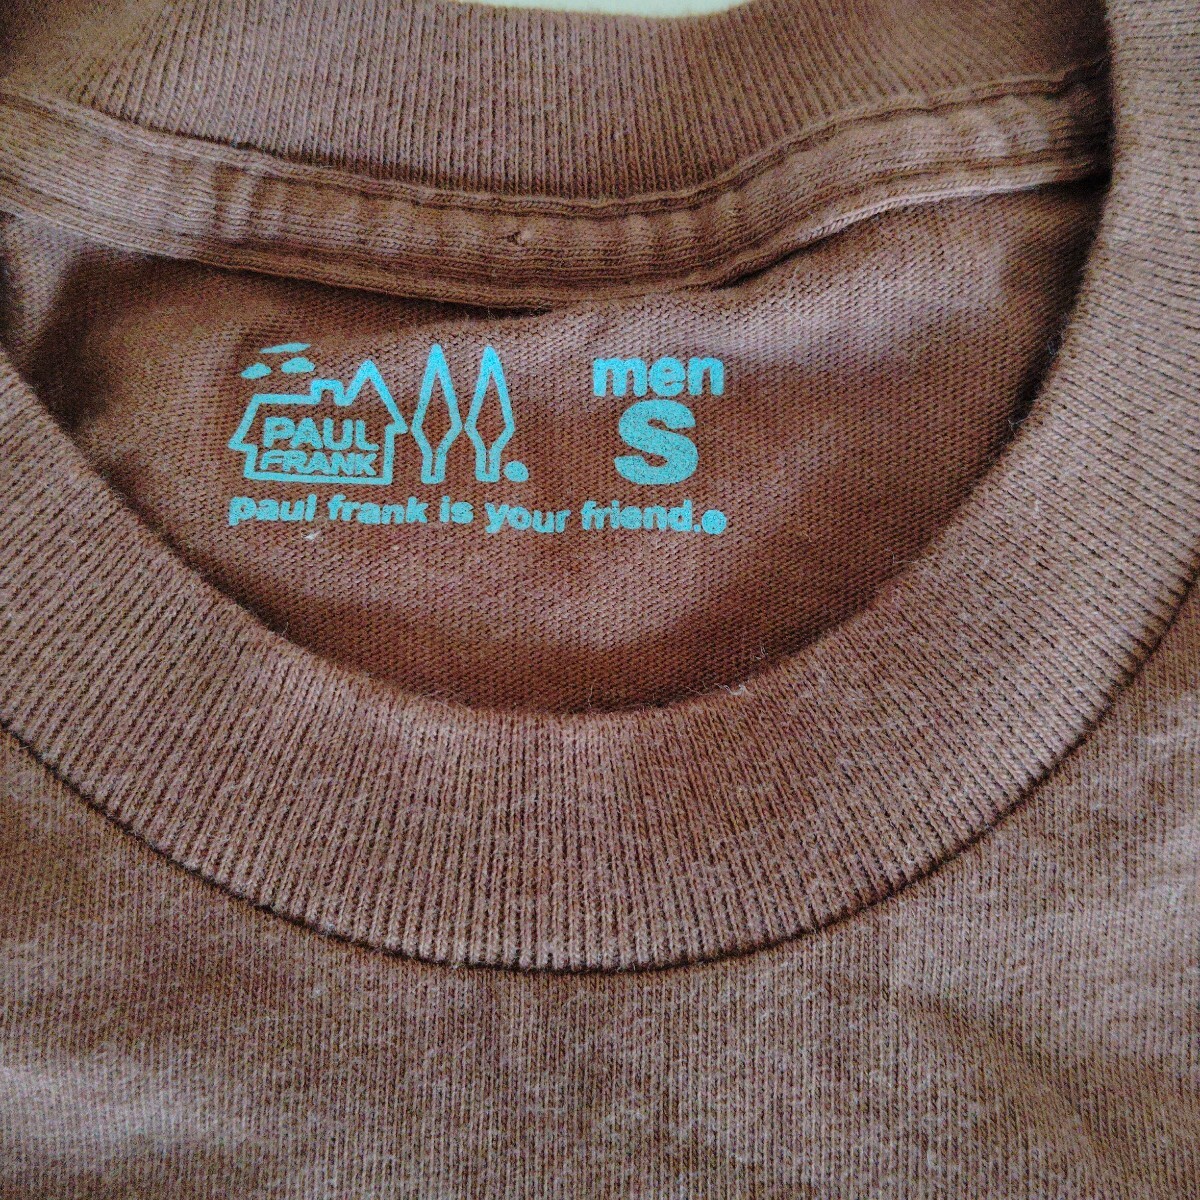 PAUL
FRANK
men
S
paul frank is your friend.®